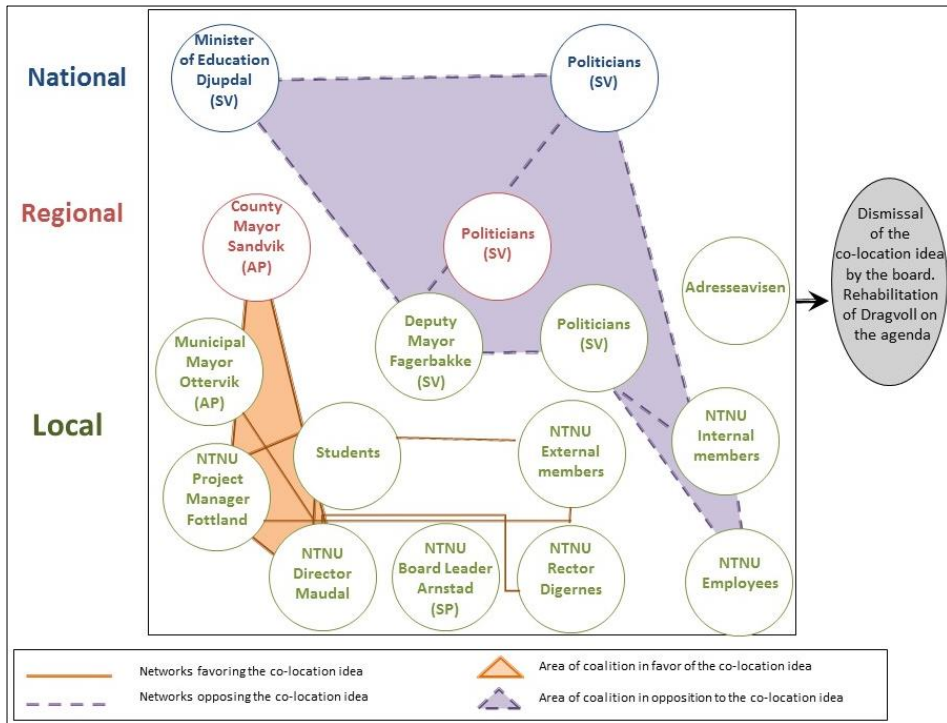 National
Minister
of Education
Djupdal
(SV)
Politicians
(SV)
Regional
County
Mayor
Sandvik
(AP)
Politicians
(SV)
Adresseavisen
Dismissal
of the
co-location idea
by the board.
Rehabilitation
of Dragvoll on
the agenda
Local
Municipal
Mayor
Ottervik
(AP)
Deputy
Mayor
Fagerbakke
(SV)
Politicians
(SV)
NTNU
Project
Manager
Fottland
Students
NTNU
External
members
NTNU
Internal
members
NTNU
Director
Maudal
NTNU
Board Leader
Arnstad
(SP)
NTNU
Rector
Digernes
NTNU
Employees
Networks favoring the co-location idea
Area of coalition in favor of the co-location idea
Networks opposing the co-location idea
Area of coalition in opposition to the co-location idea